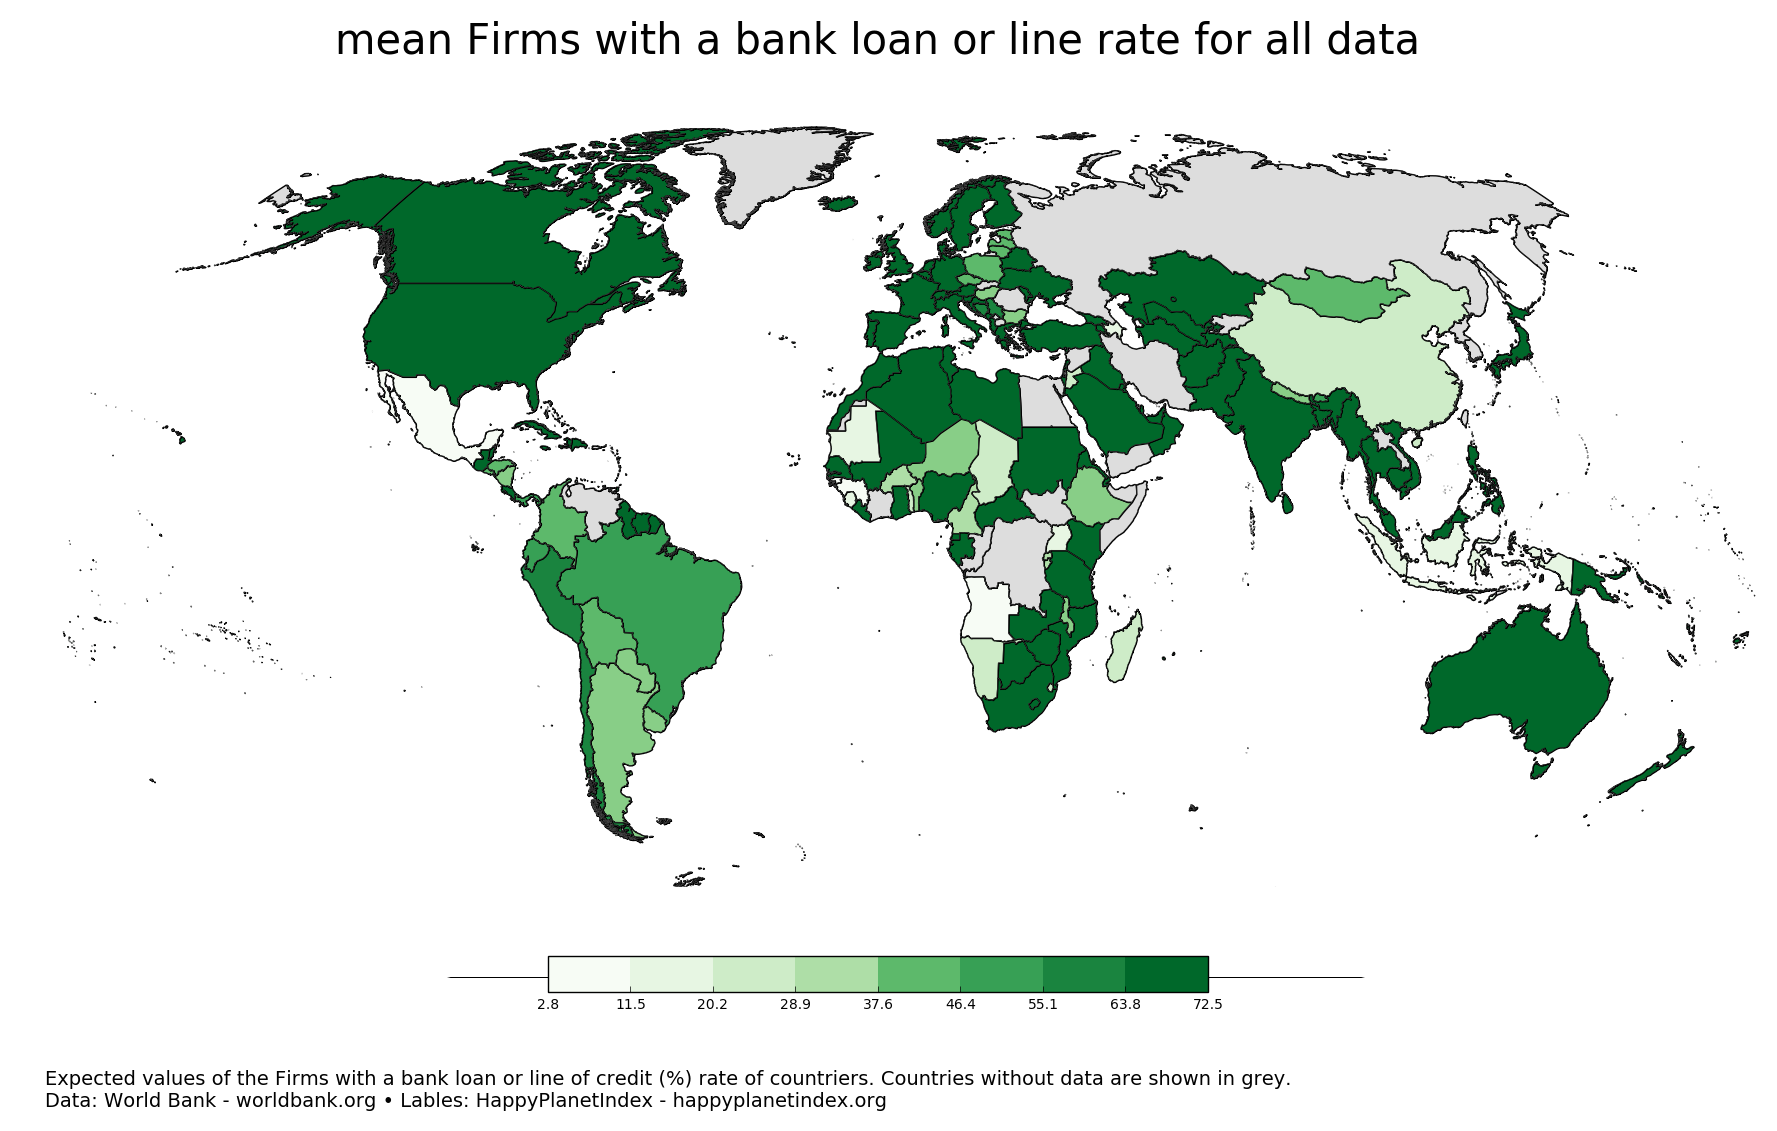 mean Firms with a bank loan or line rate for all data
2.8 11.5 20.2 28.9 37.6 46.4 55.1 63.8 72.5
Expected values of the Firms with a bank loan or line of credit (%) rate of countriers. Countries without data are shown in grey.
Data: World Bank - worldbank.org • Lables: HappyPlanetIndex - happyplanetindex.org